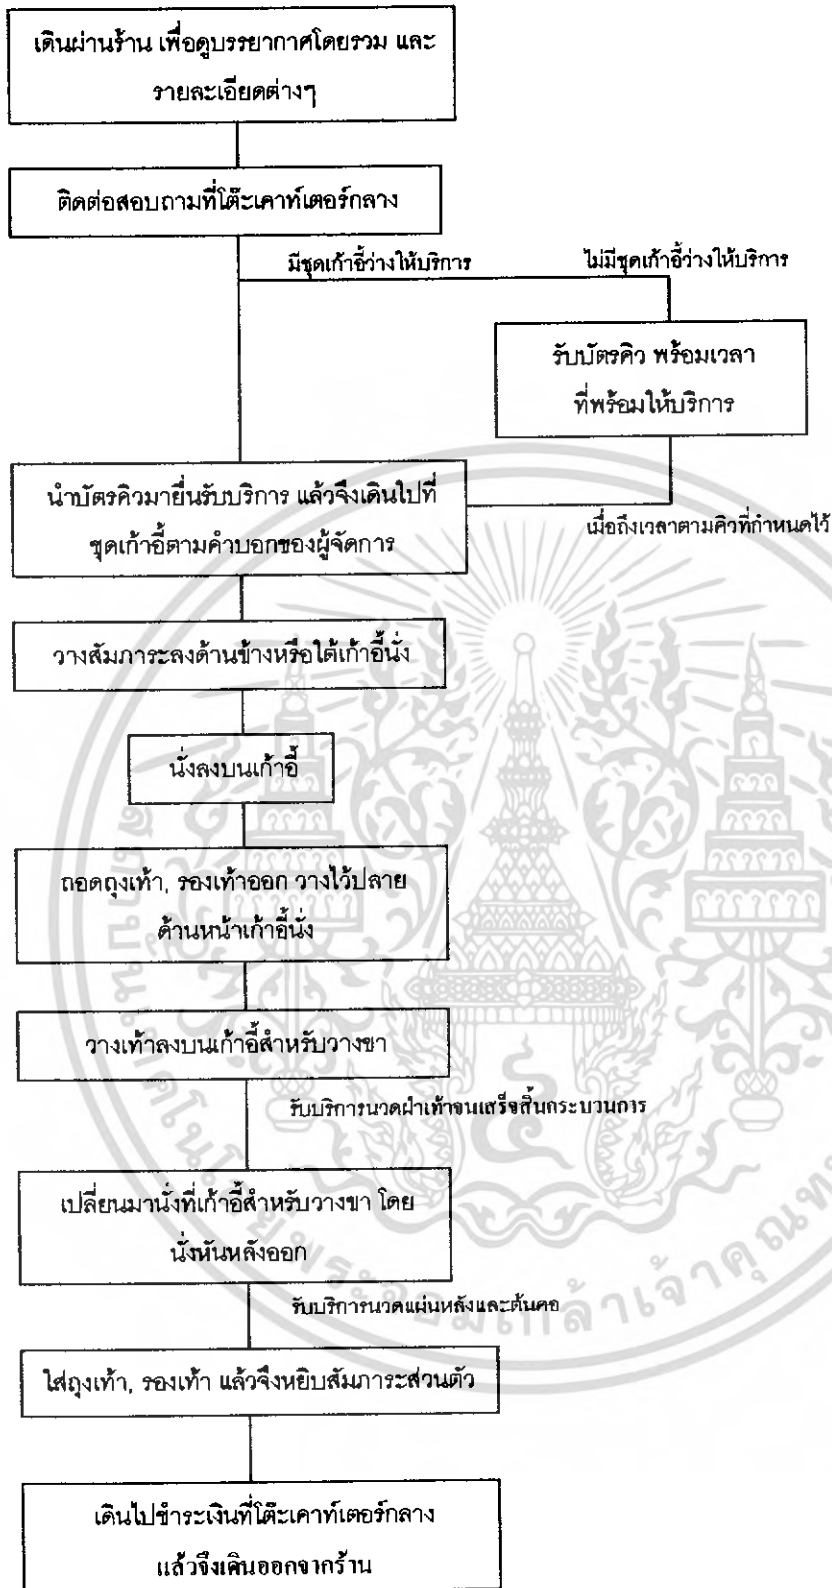 เดินผ่านร้าน เพื่อดูบรรยากาศโดยรวม และ
รายละเอียดต่างๆ
ติดต่อสอบถามที่โต๊ะเคาท์เตอร์กลาง
มีชุดเก้าอี้ว่างให้บริการ
ไม่มีชุดเก้าอี้ว่างให้บริการ
รับบัตรคิว พร้อมเวลา
ที่พร้อมให้บริการ
นำบัตรคิวมายื่นรับบริการ แล้วจึงเดินไปที่
ชุดเก้าอี้ตามคำบอกของผู้จัดการ
เมื่อถึงเวลาตามคิวที่กำหนดไว้
วางสัมภาระลงด้านข้างหรือใต้เก้าอี้นั่ง
นั่งลงบนเก้าอี้
ถอดถุงเท้า, รองเท้าออก วางไว้ปลาย
ด้านหน้าเก้าอี้นั่ง
วางเท้าลงบนเก้าอี้สำหรับวางขา
รับบริการนวดฝ่าเท้าจนเสร็จสิ้นกระบวนการ
เปลี่ยนมานั่งที่เก้าอี้สำหรับวางขา โดย
นั่งหันหลังออก
รับบริการนวดแผ่นหลังและต้นคอ
ใส่ถุงเท้า, รองเท้า แล้วจึงหยิบสัมภาระส่วนตัว
เดินไปชำระเงินที่โต๊ะเคาท์เตอร์กลาง
แล้วจึงเดินออกจากร้าน